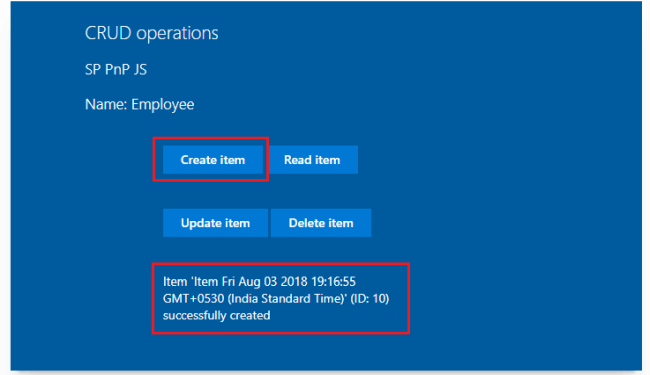 CRUD operations
SP PnP JS
Name: Employee
Create item Read item
Update item Delete item
Item 'Item Fri Aug 03 2018 19:16:55
GMT+0530 (India Standard Time)' (ID: 10)
successfully created